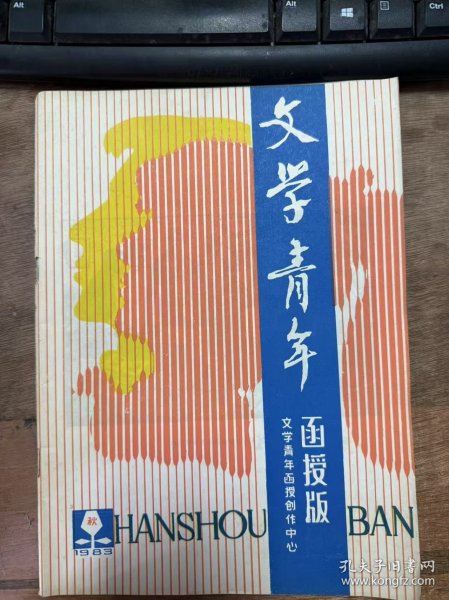 Alt
Alt
Ctrl
文学青年
函授版
文学青年函授创作中心
秋
1983
HANSHOU BAN
孔夫子旧书网
www.kongfz.com